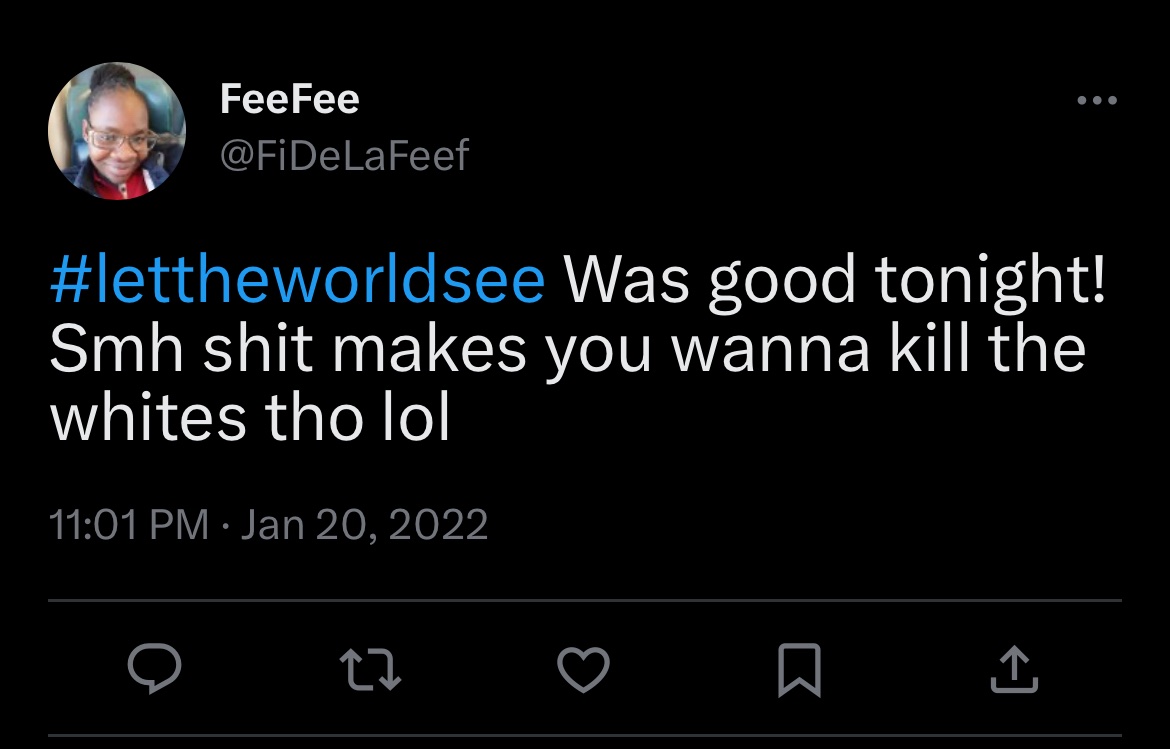 FeeFee
@FiDeLaFeef
#lettheworldsee Was good tonight!
Smh shit makes you wanna kill the
whites tho lol
11:01 PM · Jan 20, 2022